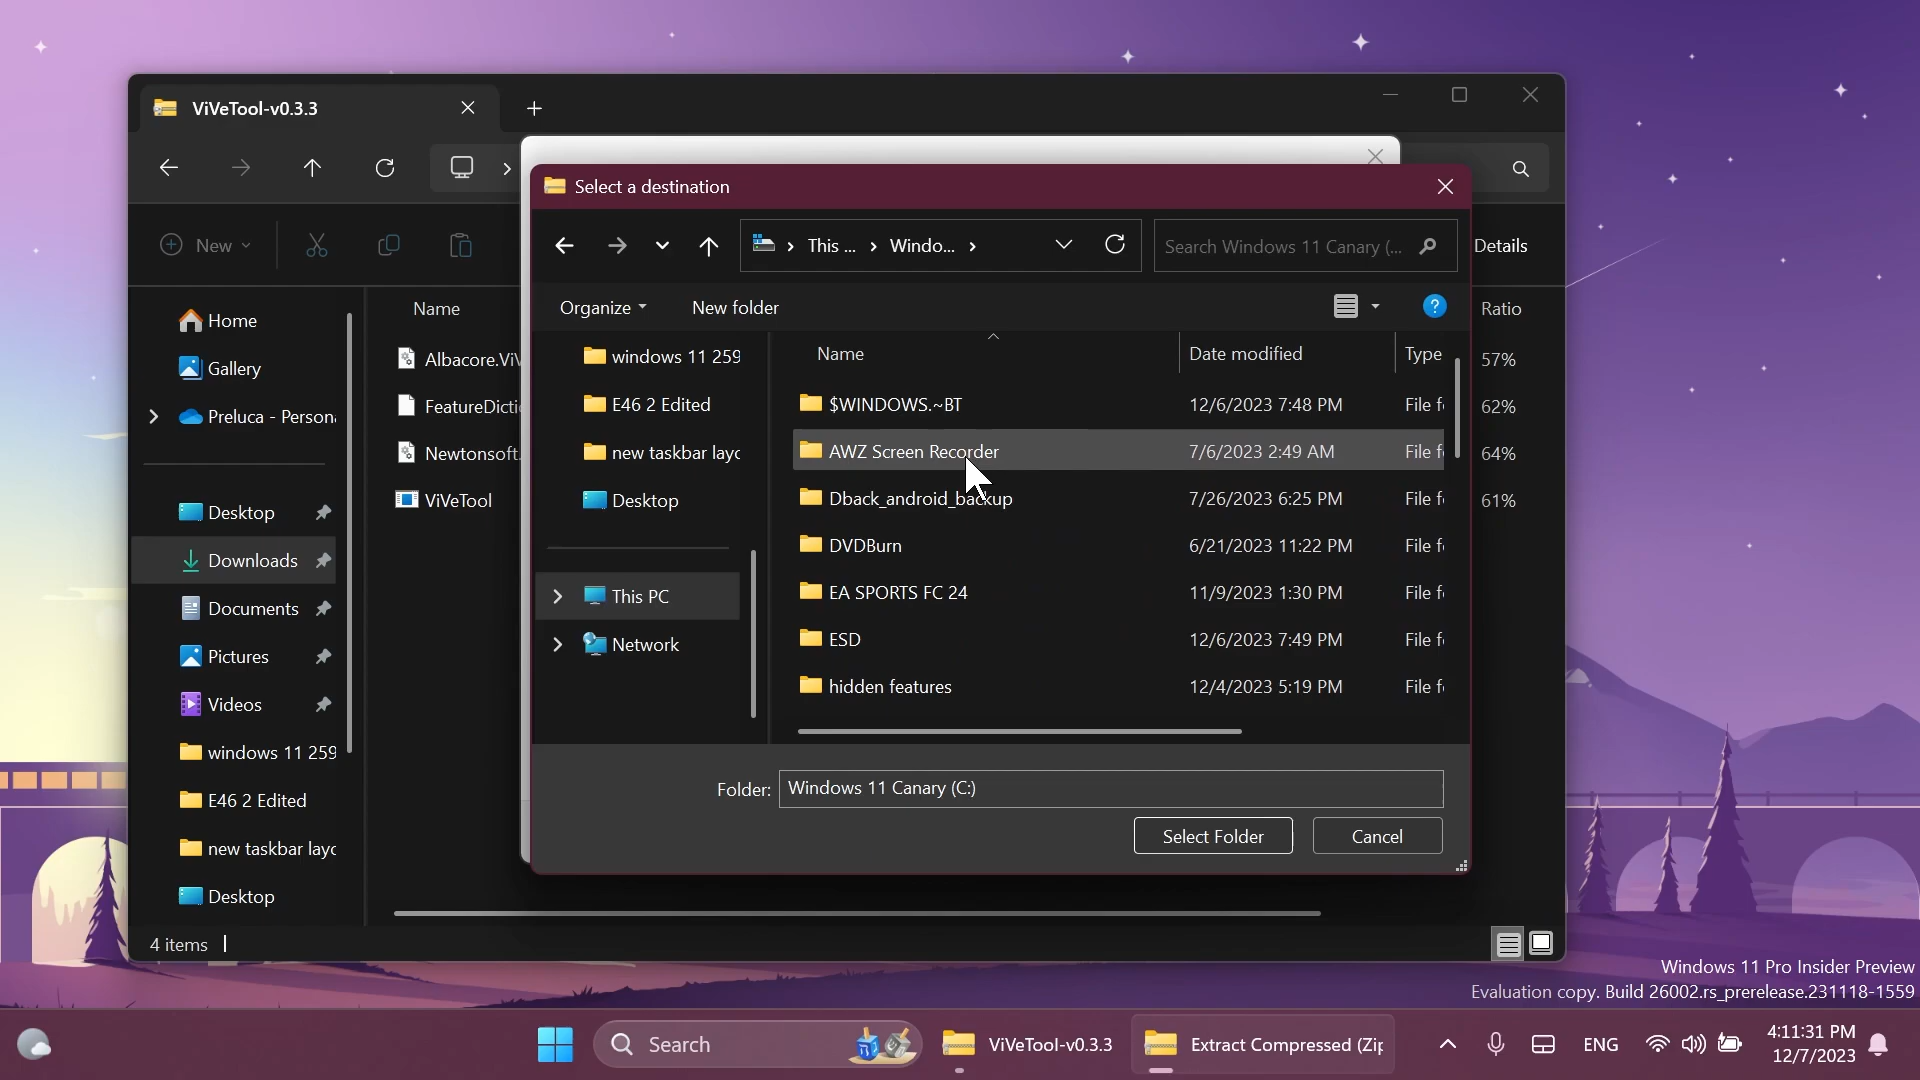 ViVeTool-v0.3.3
Select a destination
This ...
Windo...
Search Windows 11 Canary (...
New
Details
Organize
New folder
Home
Gallery
Preluca - Person
Desktop
Downloads
Documents
Pictures
Videos
windows 11 259
E46 2 Edited
new taskbar layc
Desktop
Name
Albacore.ViV
FeatureDicti
Newtonsoft.
ViVeTool
windows 11 259
E46 2 Edited
new taskbar layc
Desktop
This PC
Network
Name Date modified Type
$WINDOWS.~BT 12/6/2023 7:48 PM File f
AWZ Screen Recorder 7/6/2023 2:49 AM File f
Dback_android_backup 7/26/2023 6:25 PM File f
DVDBurn 6/21/2023 11:22 PM File f
EA SPORTS FC 24 11/9/2023 1:30 PM File f
ESD 12/6/2023 7:49 PM File f
hidden features 12/4/2023 5:19 PM File f
Ratio
57%
62%
64%
61%
Folder: Windows 11 Canary (C:)
Select Folder
Cancel
4 items
Windows 11 Pro Insider Preview
Evaluation copy. Build 26002.rs_prerelease.231118-1559
Search
ViVeTool-v0.3.3
Extract Compressed (Zip
ENG
4:11:31 PM
12/7/2023